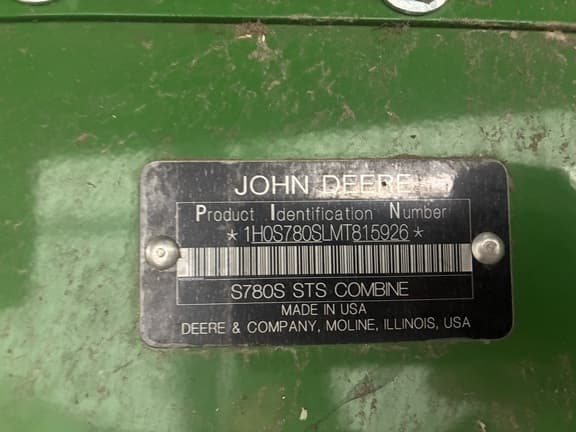 JOHN DEERE
Product Identification Number
*1H0S780SLMT815926*
S780S STS COMBINE
MADE IN USA
DEERE & COMPANY, MOLINE, ILLINOIS, USA